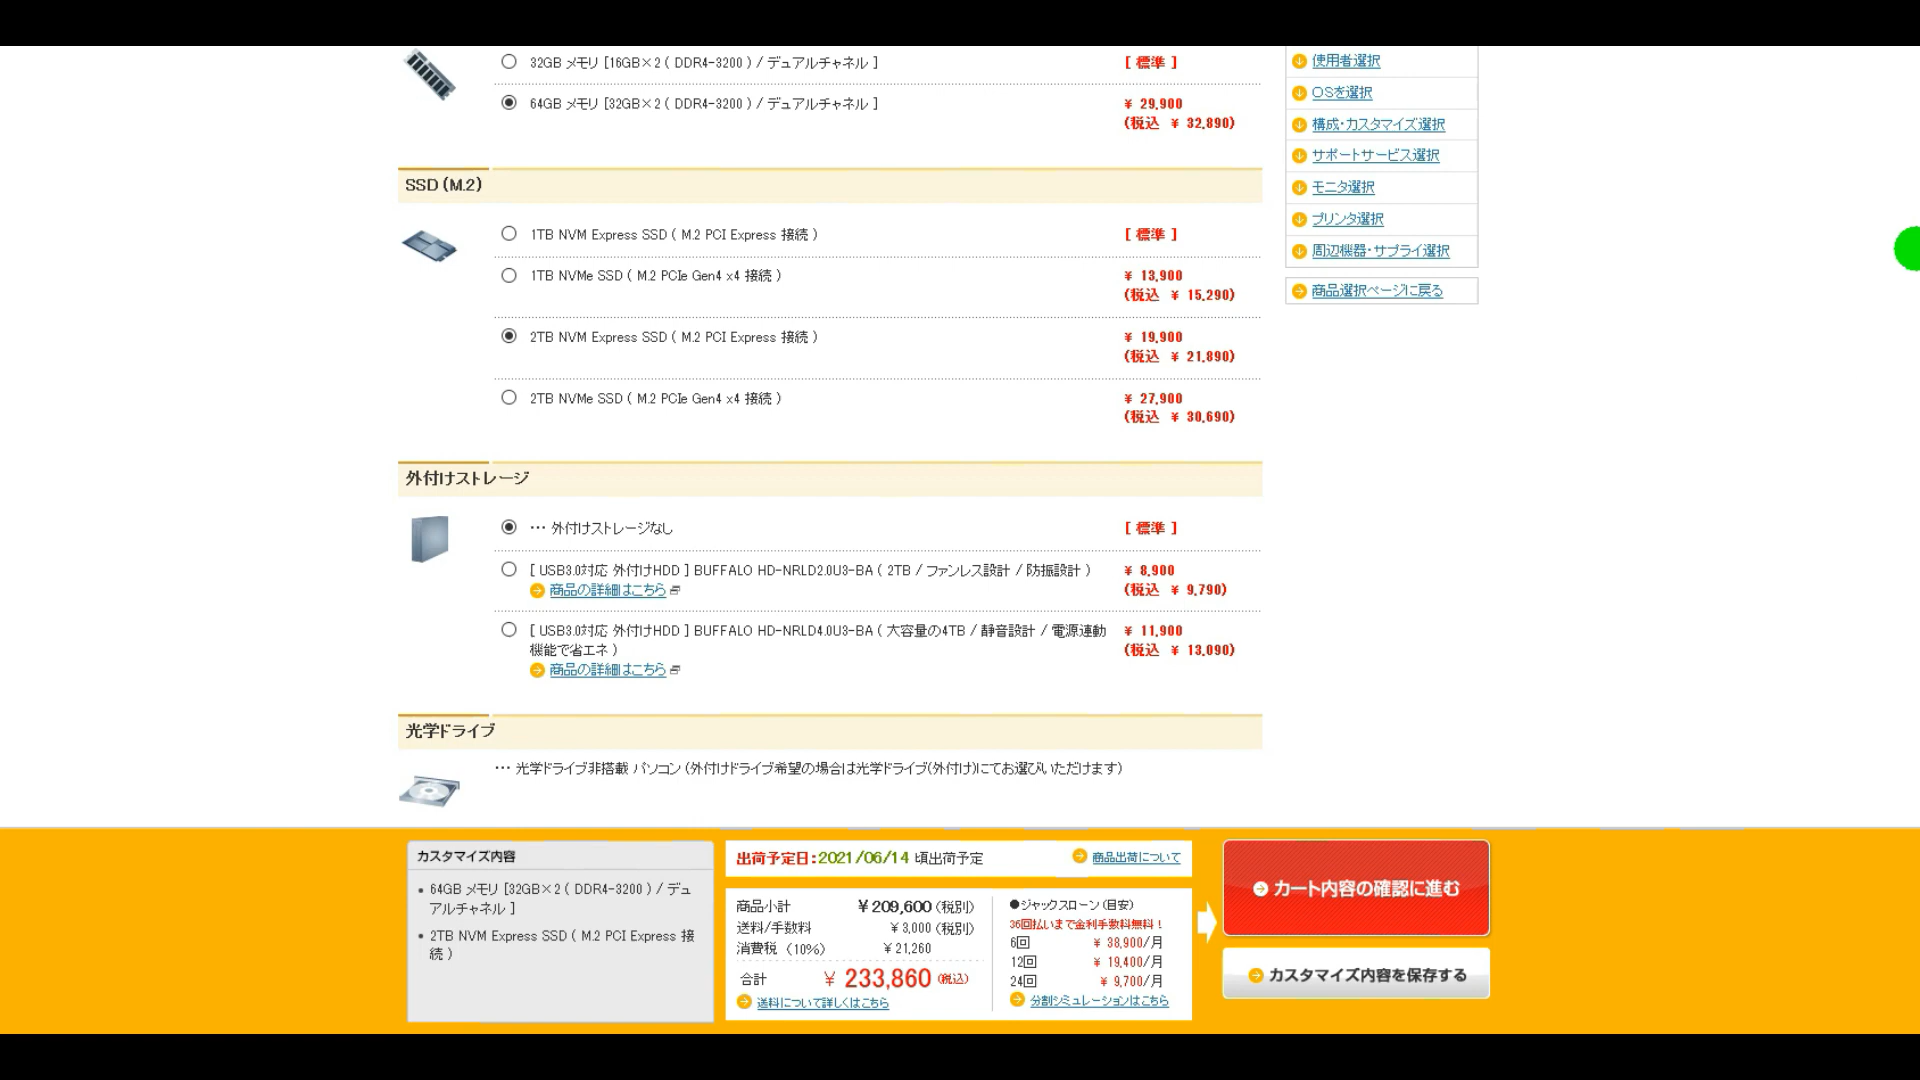 32GB メモリ [16GB×2 ( DDR4-3200 ) / デュアルチャネル ]
[ 標準 ]
64GB メモリ [32GB×2 ( DDR4-3200 ) / デュアルチャネル ]
¥ 29,900
(税込 ¥ 32,890)
SSD (M.2)
1TB NVM Express SSD ( M.2 PCI Express 接続 )
[ 標準 ]
1TB NVMe SSD ( M.2 PCIe Gen4 x4 接続 )
¥ 13,900
(税込 ¥ 15,290)
2TB NVM Express SSD ( M.2 PCI Express 接続 )
¥ 19,900
(税込 ¥ 21,890)
2TB NVMe SSD ( M.2 PCIe Gen4 x4 接続 )
¥ 27,900
(税込 ¥ 30,690)
外付けストレージ
… 外付けストレージなし
[ 標準 ]
[ USB3.0対応 外付けHDD ] BUFFALO HD-NRLD2.0U3-BA ( 2TB / ファンレス設計 / 防振設計 )
商品の詳細はこちら
¥ 8,900
(税込 ¥ 9,790)
[ USB3.0対応 外付けHDD ] BUFFALO HD-NRLD4.0U3-BA ( 大容量の4TB / 静音設計 / 電源連動
機能で省エネ )
商品の詳細はこちら
¥ 11,900
(税込 ¥ 13,090)
光学ドライブ
… 光学ドライブ非搭載 パソコン (外付けドライブ希望の場合は光学ドライブ(外付け)にてお選びいただけます)
使用者選択
OSを選択
構成・カスタマイズ選択
サポートサービス選択
モニタ選択
プリンタ選択
周辺機器・サプライ選択
商品選択ページに戻る
カスタマイズ内容
• 64GB メモリ [32GB×2 ( DDR4-3200 ) / デュ
アルチャネル ]
• 2TB NVM Express SSD ( M.2 PCI Express 接
続 )
出荷予定日:2021/06/14 頃出荷予定
商品出荷について
商品小計 ¥209,600 (税別)
送料/手数料 ¥3,000 (税別)
消費税 (10%) ¥21,260
合計 ¥ 233,860 (税込)
送料について詳しくはこちら
●ジャックスローン (目安)
36回払いまで金利手数料無料!
6回 ¥ 38,900/月
12回 ¥ 19,400/月
24回 ¥ 9,700/月
分割シミュレーションはこちら
カート内容の確認に進む
カスタマイズ内容を保存する